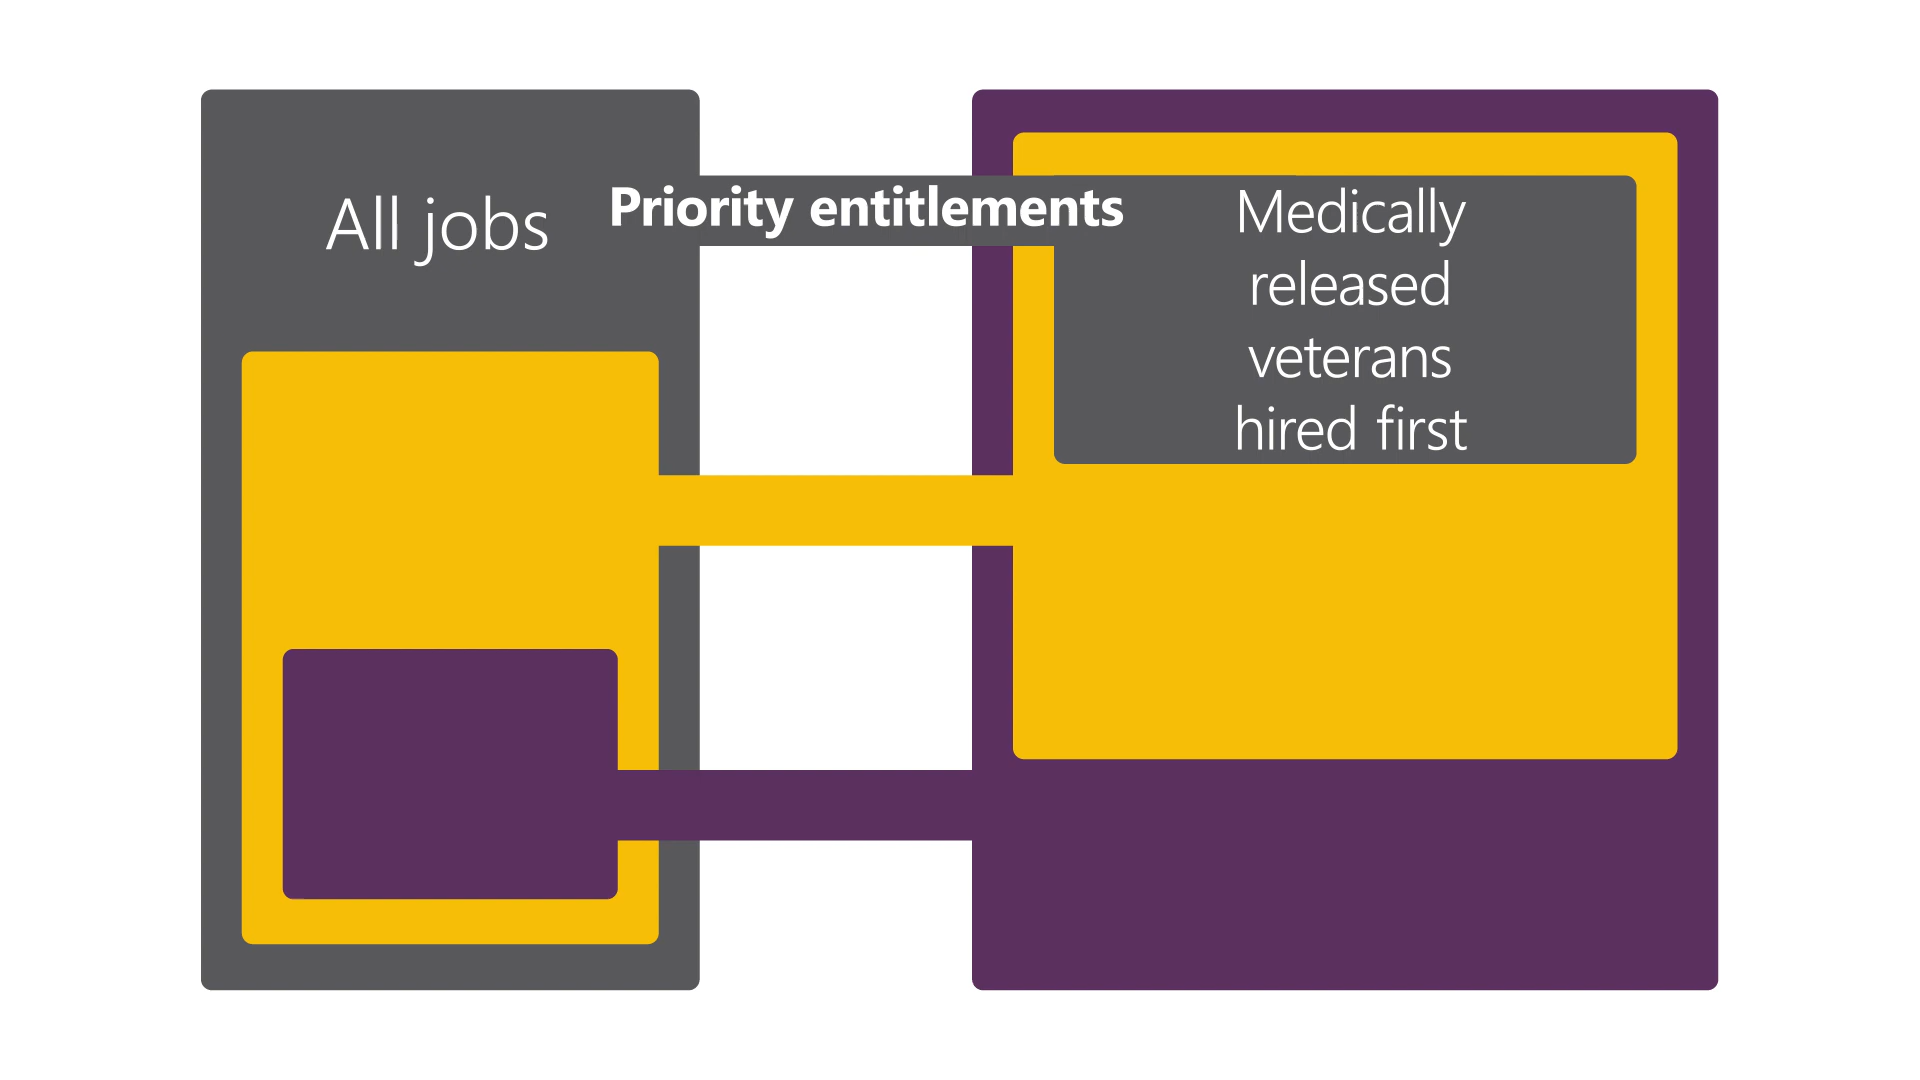 All jobs
Priority entitlements
Medically
released
veterans
hired first